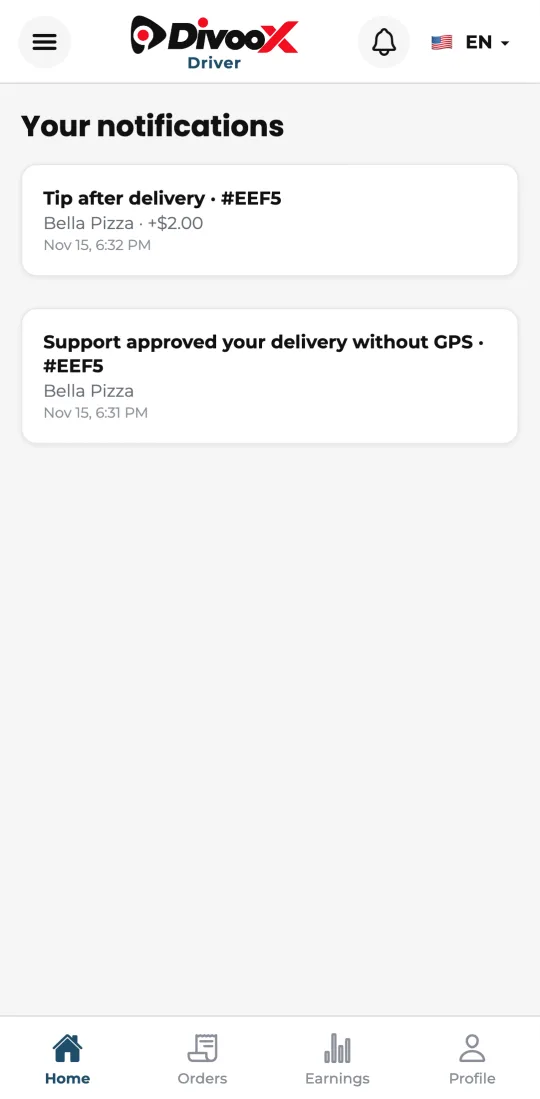 DivooX
EN
Driver
Your notifications
Tip after delivery · #EEF5
Bella Pizza · +$2.00
Nov 15, 6:32 PM
Support approved your delivery without GPS ·
#EEF5
Bella Pizza
Nov 15, 6:31 PM
Home
Orders
Earnings
Profile